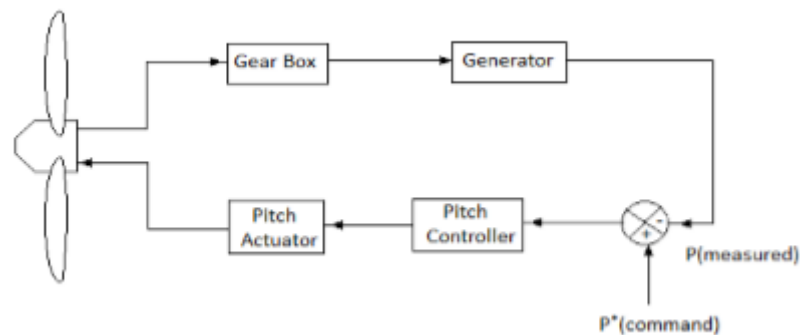 Gear Box
Generator
Pitch
Actuator
Pitch
Controller
-
+
P(measured)
P*(command)